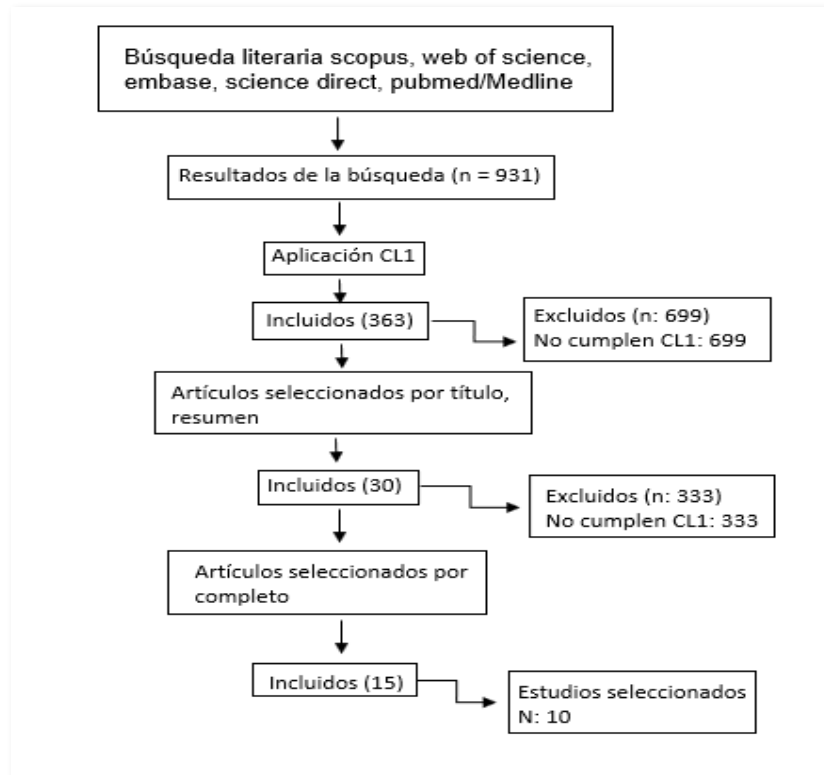 Búsqueda literaria scopus, web of science,
embase, science direct, pubmed/Medline
Resultados de la búsqueda (n = 931)
Aplicación CL1
Incluidos (363)
Excluidos (n: 699)
No cumplen CL1: 699
Artículos seleccionados por título,
resumen
Incluidos (30)
Excluidos (n: 333)
No cumplen CL1: 333
Artículos seleccionados por
completo
Incluidos (15)
Estudios seleccionados
N: 10